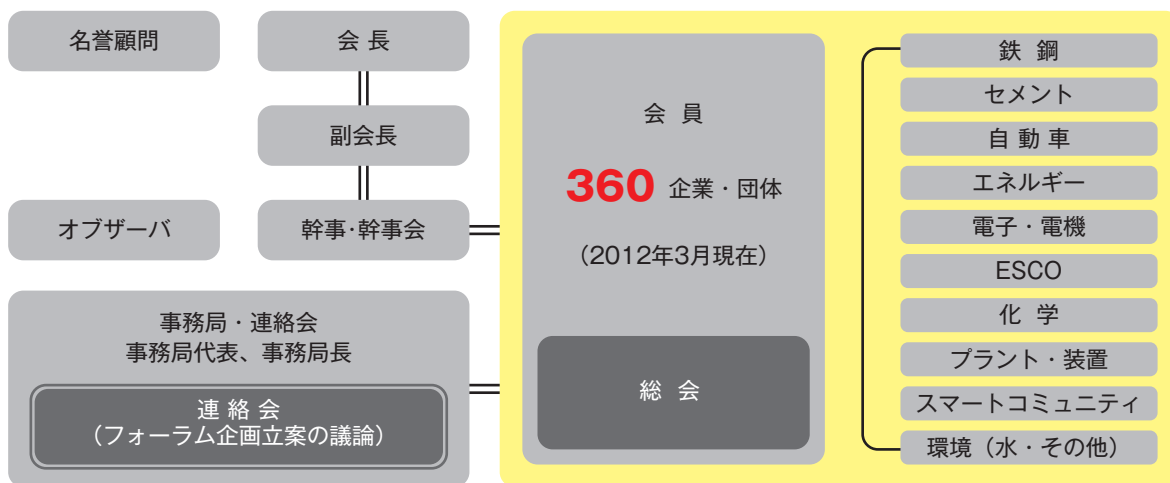 名誉顧問
会 長
副会長
オブザーバ
幹事・幹事会
事務局・連絡会
事務局代表、事務局長
連 絡 会
（フォーラム企画立案の議論）
会 員
360 企業・団体
（2012年3月現在）
総 会
鉄 鋼
セメント
自 動 車
エネルギー
電子・電機
ESCO
化 学
プラント・装置
スマートコミュニティ
環境（水・その他）